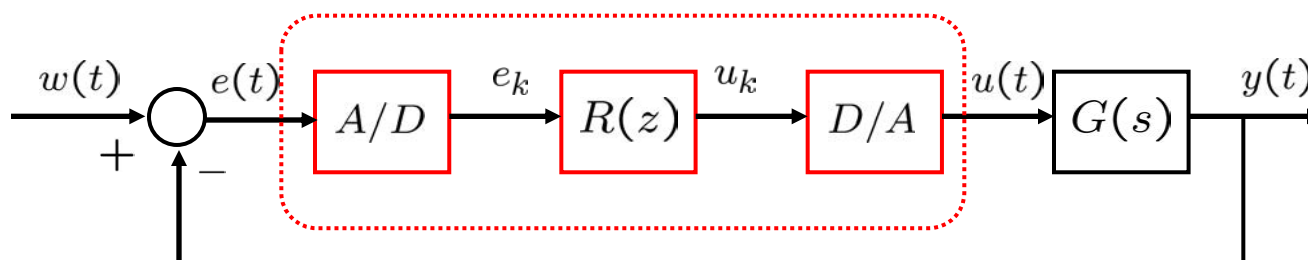 w(t) e(t) A/D e_k R(z) u_k D/A u(t) G(s) y(t)
+ −